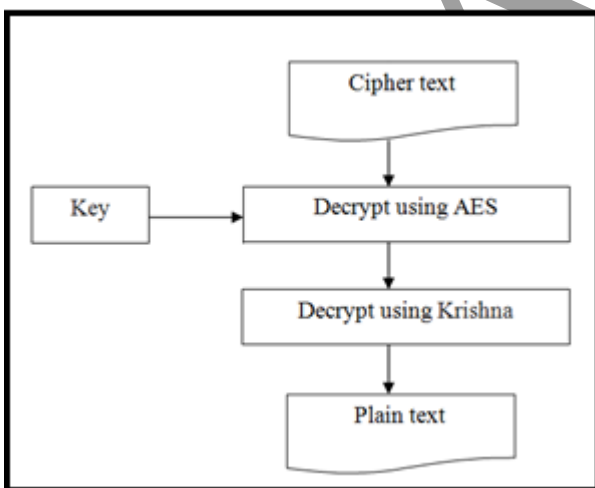 Cipher text
Key
Decrypt using AES
Decrypt using Krishna
Plain text